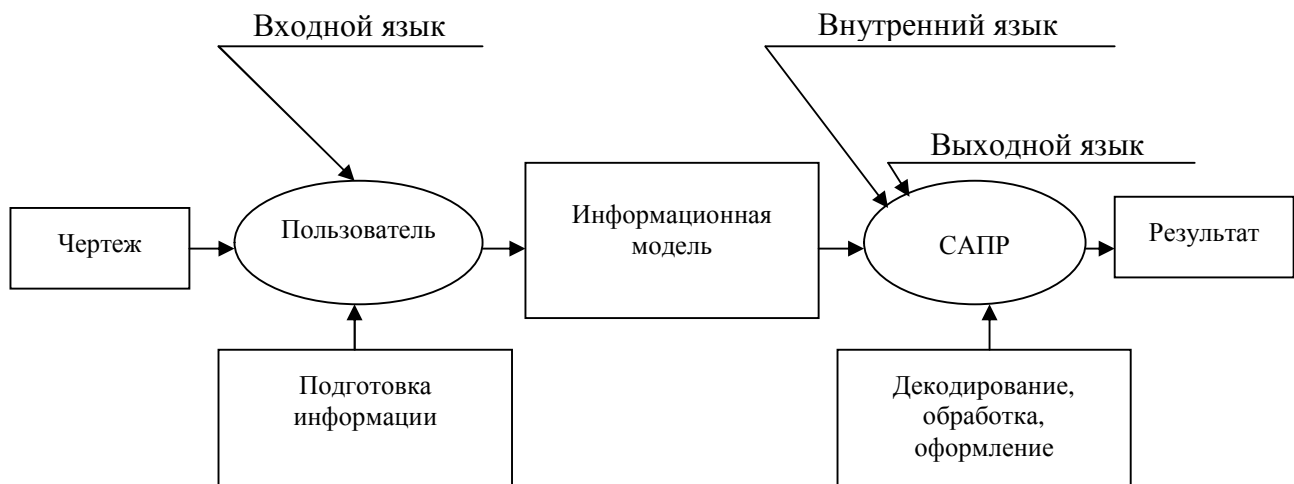 Входной язык
Внутренний язык
Выходной язык
Чертеж
Пользователь
Информационная
модель
САПР
Результат
Подготовка
информации
Декодирование,
обработка,
оформление